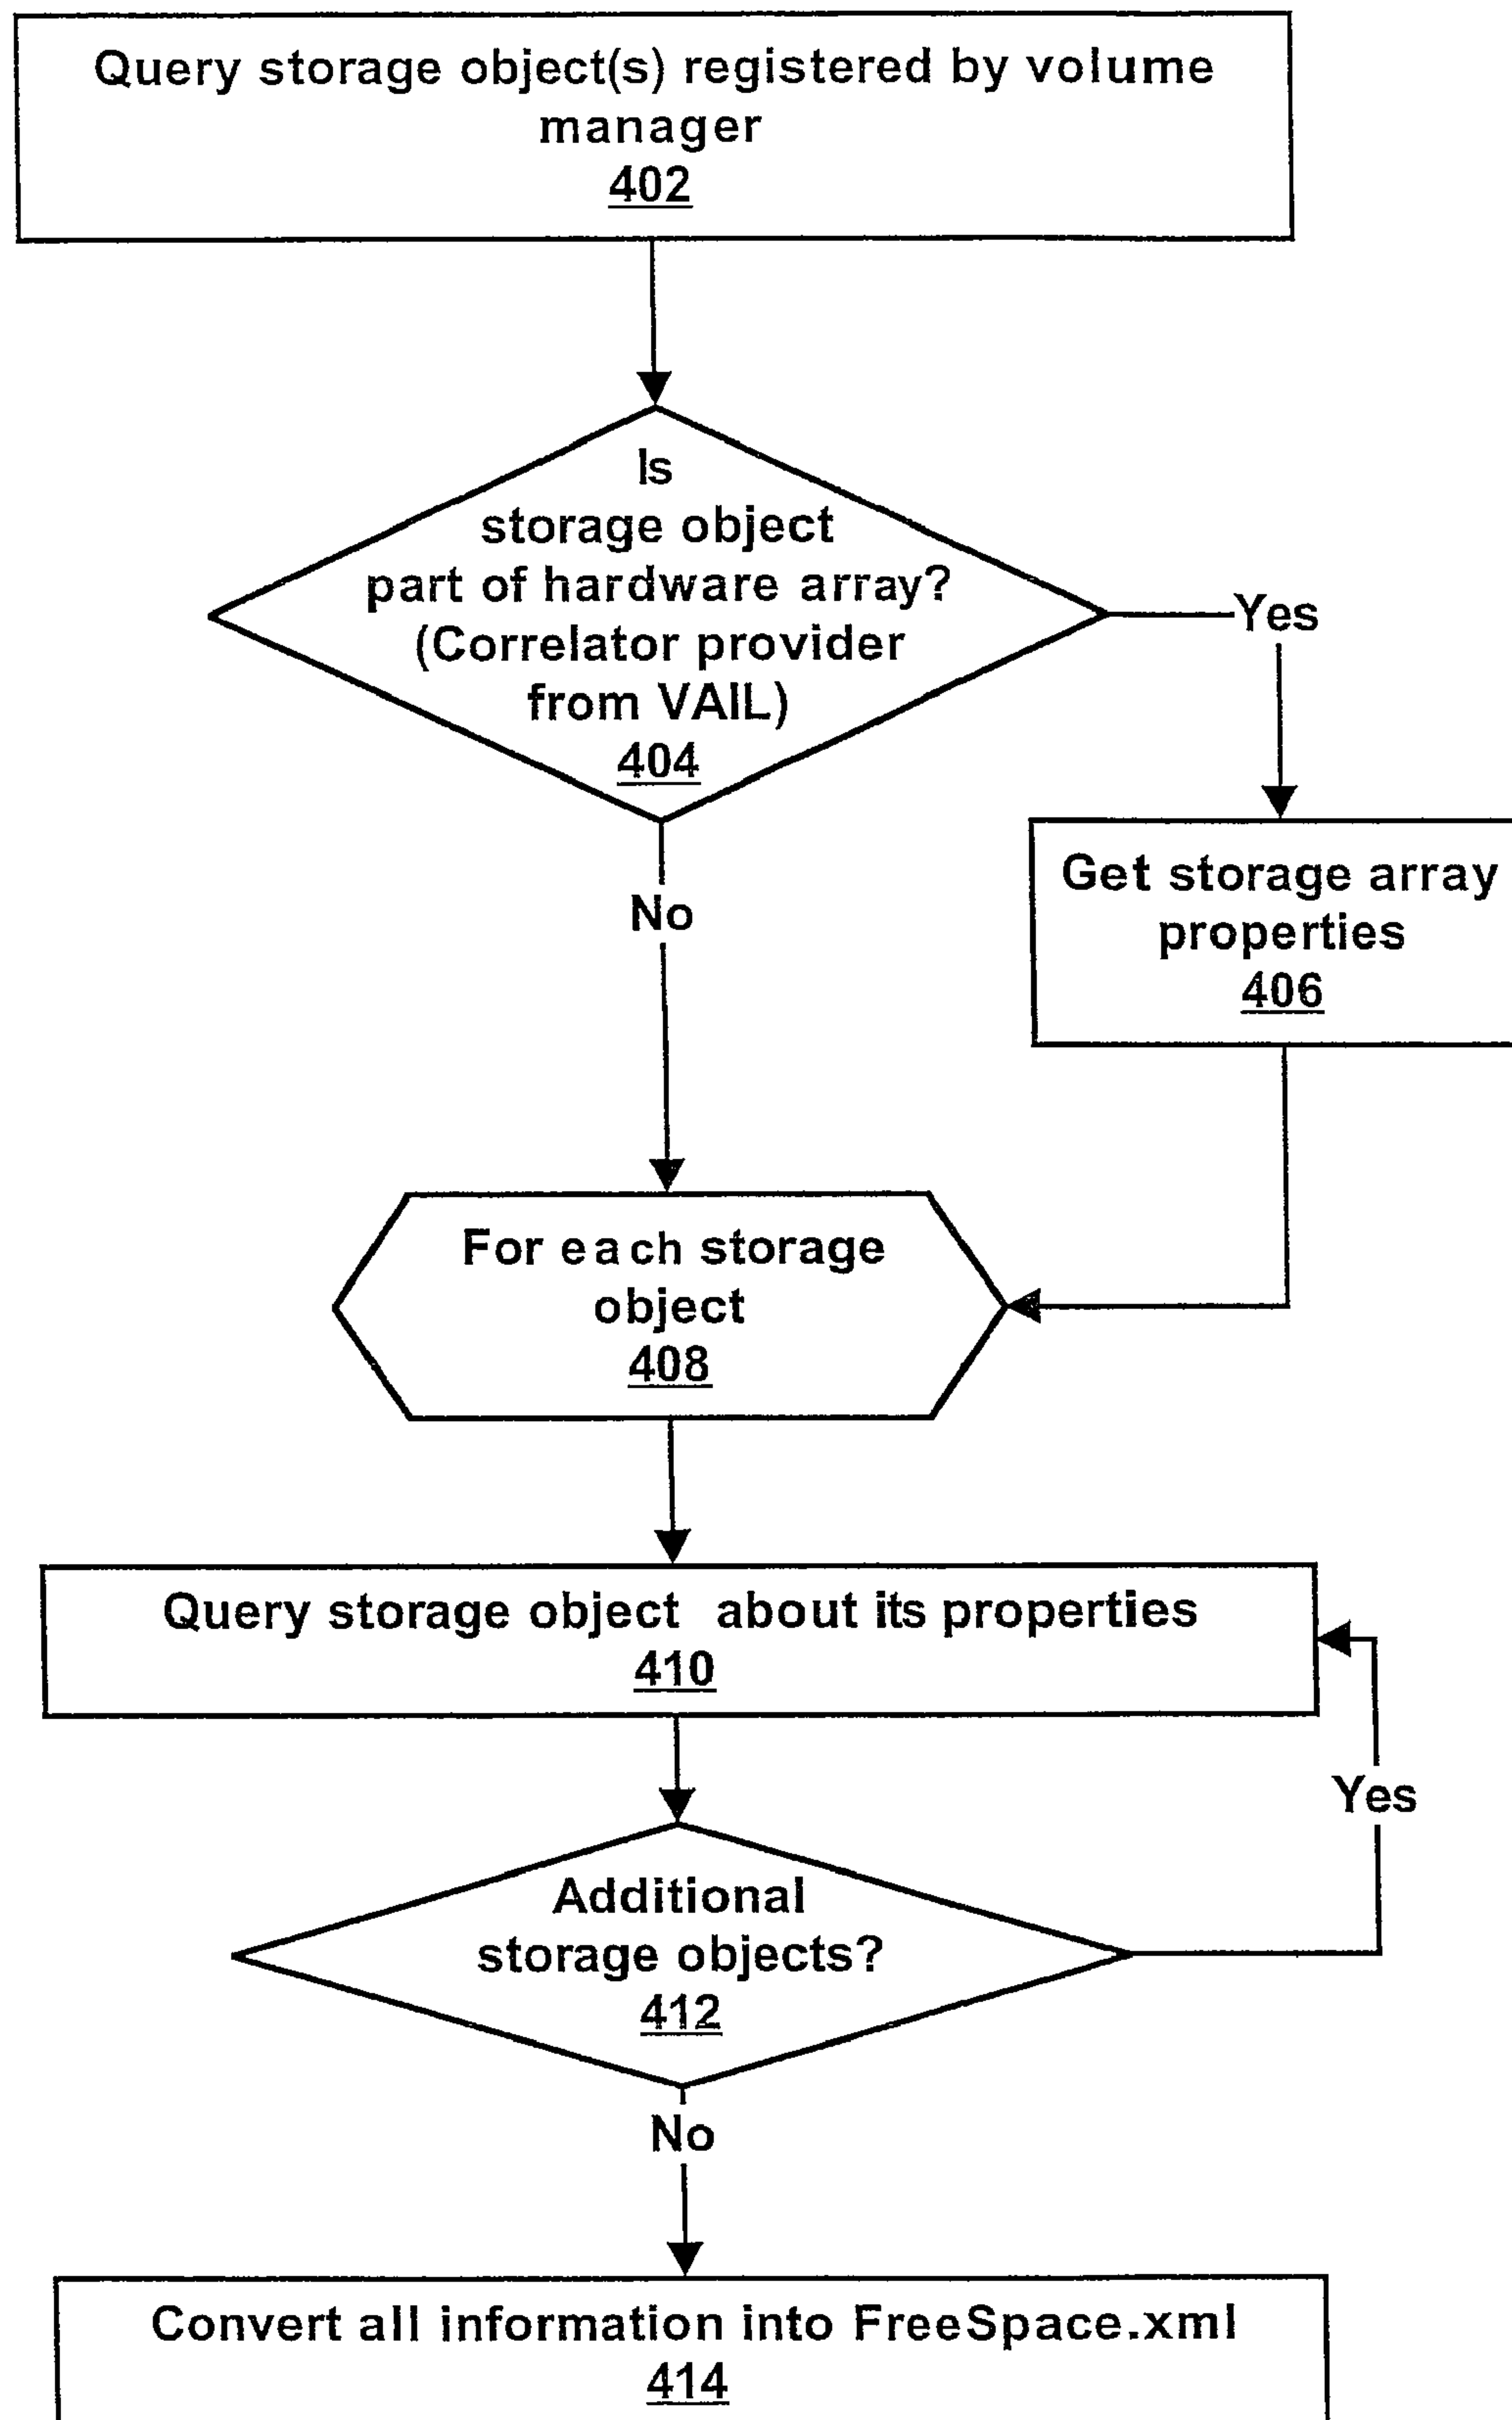 Query storage object(s) registered by volume
manager
402
Is
storage object
part of hardware array?
(Correlator provider
from VAIL)
404
Yes
No
Get storage array
properties
406
For each storage
object
408
Query storage object about its properties
410
Yes
Additional
storage objects?
412
No
Convert all information into FreeSpace.xml
414